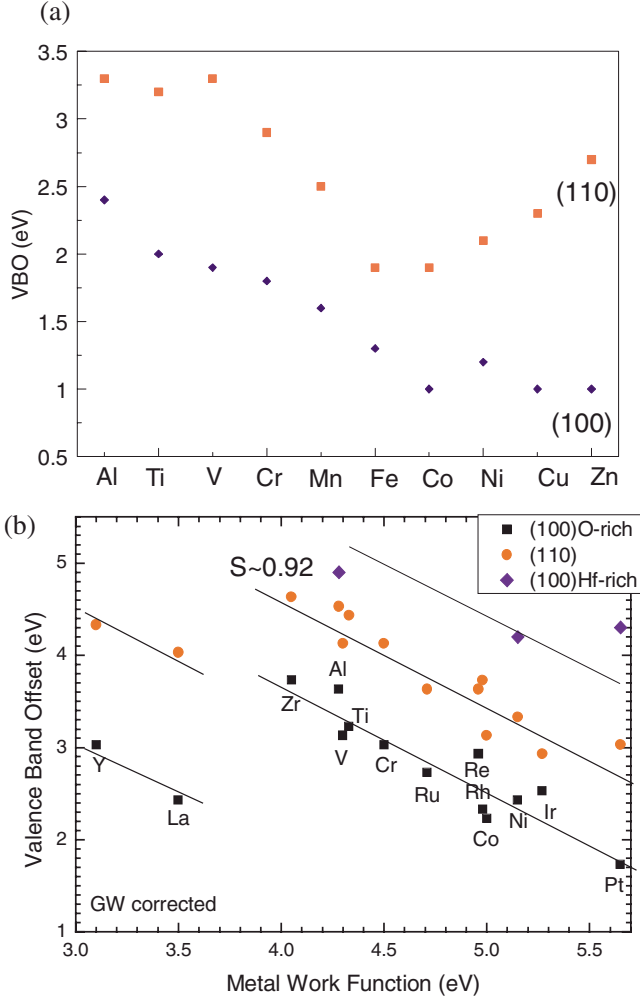 (a)
3.5
3
2.5
2
1.5
1
0.5
VBO (eV)
(110)
(100)
Al Ti V Cr Mn Fe Co Ni Cu Zn
(b)
(100)O-rich
(110)
(100)Hf-rich
S~0.92
5
4
3
2
1
Valence Band Offset (eV)
Al
Zr
Ti
V
Cr
Y
Re
Ru
Rh
La
Co
Ni
Ir
Pt
GW corrected
3.0 3.5 4.0 4.5 5.0 5.5
Metal Work Function (eV)